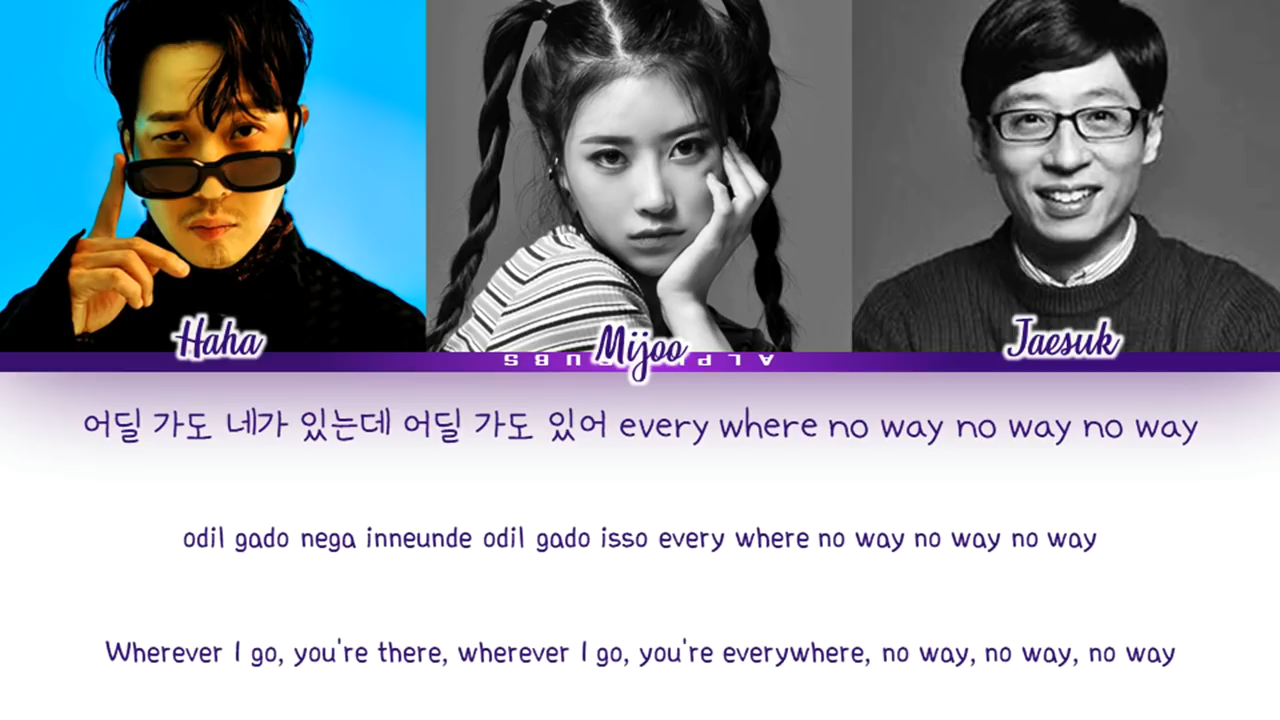 Haha
Mijoo
Jaesuk
어딜 가도 네가 있는데 어딜 가도 있어 every where no way no way no way
odil gado nega inneunde odil gado isso every where no way no way no way
Wherever I go, you're there, wherever I go, you're everywhere, no way, no way, no way